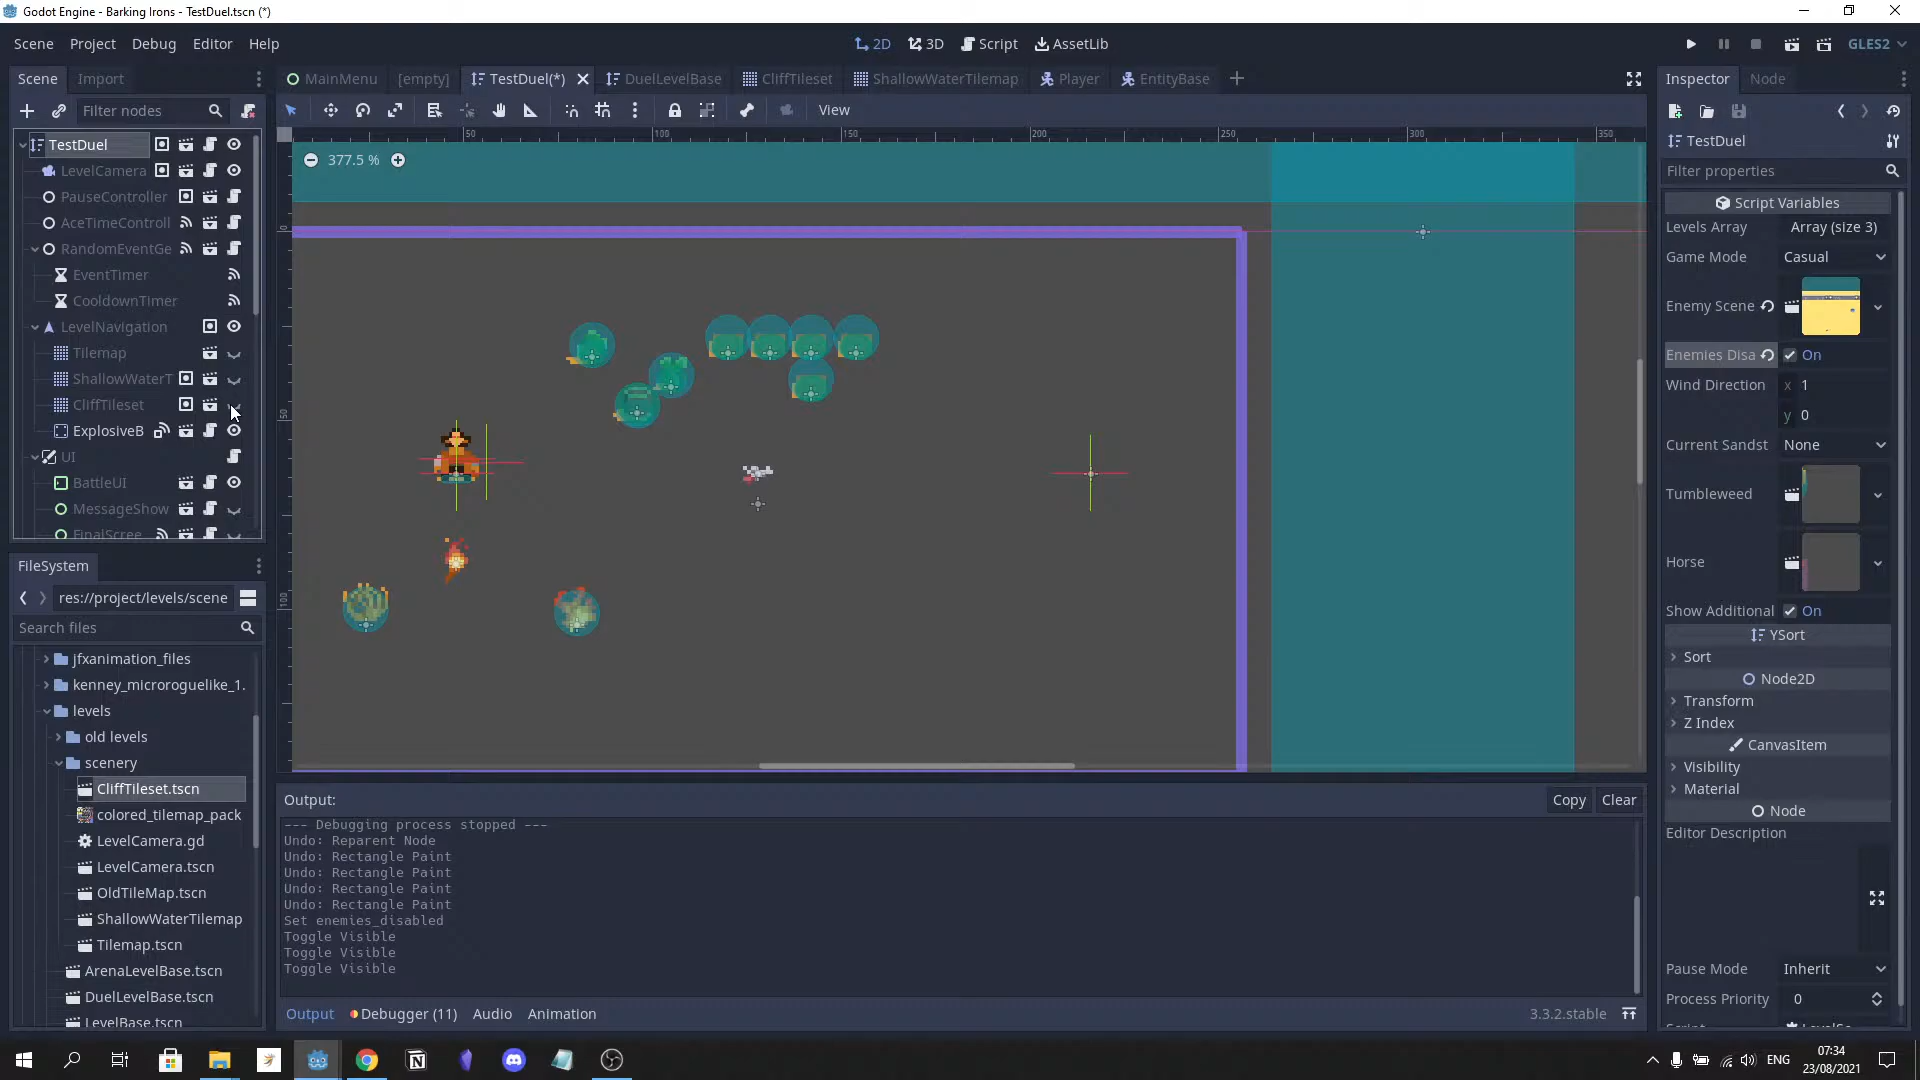 Godot Engine - Barking Irons - TestDuel.tscn (*)
Scene Project Debug Editor Help
2D 3D Script AssetLib
GLES2
Scene Import
MainMenu [empty] TestDuel(*) DuelLevelBase CliffTileset ShallowWaterTilemap Player EntityBase
Inspector Node
Filter nodes
View
TestDuel
LevelCamera
PauseController
AceTimeControll
RandomEventGe
EventTimer
CooldownTimer
LevelNavigation
Tilemap
ShallowWaterT
CliffTileset
ExplosiveB
UI
BattleUI
MessageShow
FinalScree
FileSystem
res://project/levels/scene
Search files
jfxanimation_files
kenney_microroguelike_1.
levels
old levels
scenery
CliffTileset.tscn
colored_tilemap_pack
LevelCamera.gd
LevelCamera.tscn
OldTileMap.tscn
ShallowWaterTilemap
Tilemap.tscn
ArenaLevelBase.tscn
DuelLevelBase.tscn
LevelBase.tscn
50 100 150 200 250 300 350
377.5 %
0
50
100
Output:
Copy Clear
--- Debugging process stopped ---
Undo: Reparent Node
Undo: Rectangle Paint
Undo: Rectangle Paint
Undo: Rectangle Paint
Undo: Rectangle Paint
Set enemies_disabled
Toggle Visible
Toggle Visible
Toggle Visible
Output Debugger (11) Audio Animation
3.3.2.stable
TestDuel
Filter properties
Script Variables
Levels Array Array (size 3)
Game Mode Casual
Enemy Scene
Enemies Disa On
Wind Direction x 1
y 0
Current Sandst None
Tumbleweed
Horse
Show Additional On
YSort
Sort
Node2D
Transform
Z Index
CanvasItem
Visibility
Material
Node
Editor Description
Pause Mode Inherit
Process Priority 0
ENG
07:34
23/08/2021